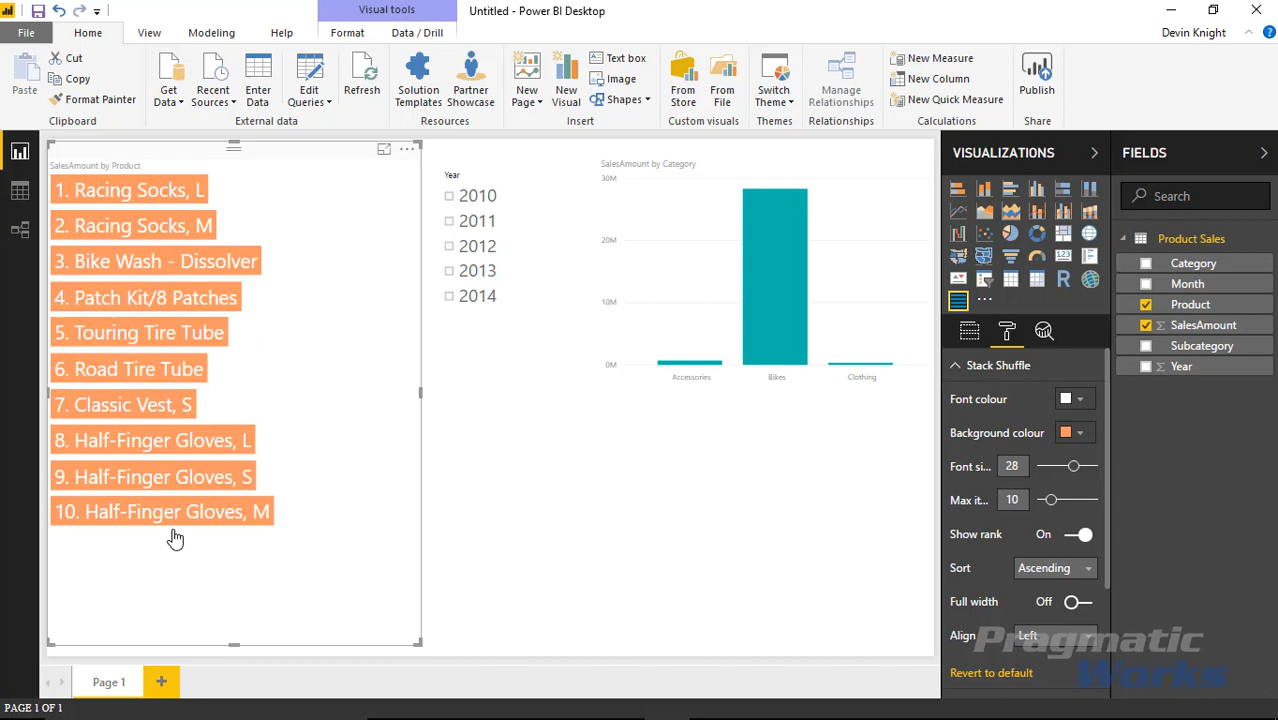 Visual tools
Untitled - Power BI Desktop
File
Home
View
Modeling
Help
Format
Data / Drill
Devin Knight
Paste
Cut
Copy
Format Painter
Clipboard
Get Data
Recent Sources
Enter Data
Edit Queries
External data
Refresh
Solution Templates
Partner Showcase
Resources
New Page
New Visual
Text box
Image
Shapes
Insert
From Store
From File
Custom visuals
Switch Theme
Themes
Manage Relationships
Relationships
New Measure
New Column
New Quick Measure
Calculations
Publish
Share
SalesAmount by Product
1. Racing Socks, L
2. Racing Socks, M
3. Bike Wash - Dissolver
4. Patch Kit/8 Patches
5. Touring Tire Tube
6. Road Tire Tube
7. Classic Vest, S
8. Half-Finger Gloves, L
9. Half-Finger Gloves, S
10. Half-Finger Gloves, M
Year
2010
2011
2012
2013
2014
SalesAmount by Category
30M
20M
10M
0M
Accessories
Bikes
Clothing
VISUALIZATIONS
123
R
Stack Shuffle
Font colour
Background colour
Font si... 28
Max it... 10
Show rank On
Sort Ascending
Full width Off
Align Left
Revert to default
FIELDS
Search
Product Sales
Category
Month
Product
Σ SalesAmount
Subcategory
Σ Year
Pragmatic
Works
Page 1
PAGE 1 OF 1